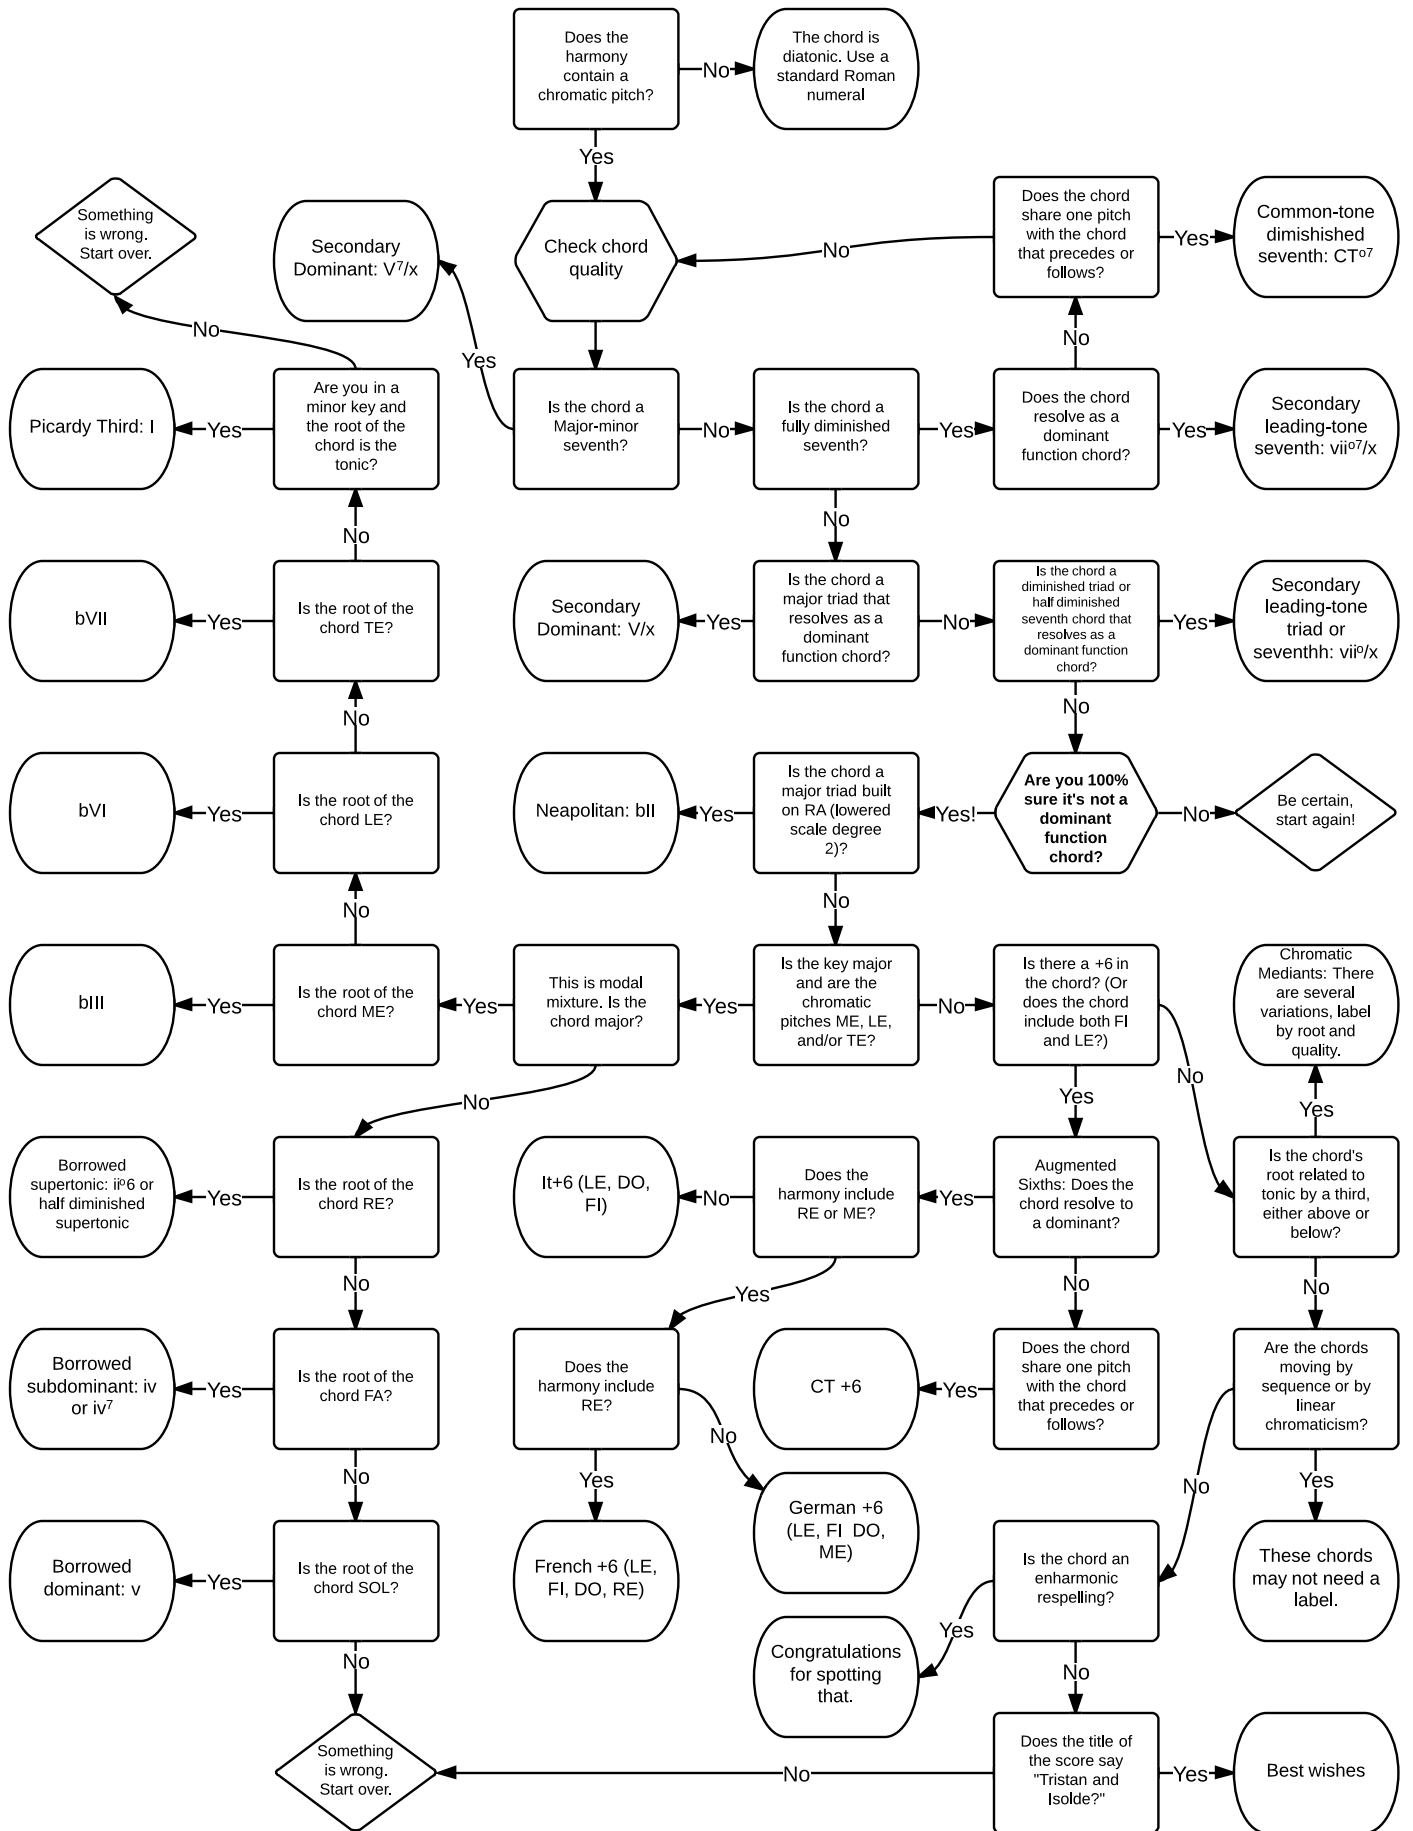 Does the
harmony
contain a
chromatic pitch?
No
The chord is
diatonic. Use a
standard Roman
numeral
Yes
Something
is wrong.
Start over.
Secondary
Dominant: V⁷/x
Check chord
quality
No
Does the chord
share one pitch
with the chord
that precedes or
follows?
Yes
Common-tone
dimishished
seventh: CTᵒ⁷
No
Yes
No
Picardy Third: I
Yes
Are you in a
minor key and
the root of the
chord is the
tonic?
Is the chord a
Major-minor
seventh?
No
Is the chord a
fully diminished
seventh?
Yes
Does the chord
resolve as a
dominant
function chord?
Yes
Secondary
leading-tone
seventh: viiᵒ⁷/x
No
No
bVII
Yes
Is the root of the
chord TE?
Secondary
Dominant: V/x
Yes
Is the chord a
major triad that
resolves as a
dominant
function chord?
No
Is the chord a
diminished triad or
half diminished
seventh chord that
resolves as a
dominant function
chord?
Yes
Secondary
leading-tone
triad or
seventhh: viiᵒ/x
No
No
bVI
Yes
Is the root of the
chord LE?
Neapolitan: bII
Yes
Is the chord a
major triad built
on RA (lowered
scale degree
2)?
Yes!
Are you 100%
sure it's not a
dominant
function
chord?
No
Be certain,
start again!
No
No
bIII
Yes
Is the root of the
chord ME?
Yes
This is modal
mixture. Is the
chord major?
Yes
Is the key major
and are the
chromatic
pitches ME, LE,
and/or TE?
No
Is there a +6 in
the chord? (Or
does the chord
include both FI
and LE?)
Chromatic
Mediants: There
are several
variations, label
by root and
quality.
No
No
Yes
Yes
Borrowed
supertonic: iiᵒ6 or
half diminished
supertonic
Yes
Is the root of the
chord RE?
It+6 (LE, DO,
FI)
No
Does the
harmony include
RE or ME?
Yes
Augmented
Sixths: Does the
chord resolve to
a dominant?
Is the chord's
root related to
tonic by a third,
either above or
below?
No
Yes
No
No
Borrowed
subdominant: iv
or iv⁷
Yes
Is the root of the
chord FA?
Does the
harmony include
RE?
CT +6
Yes
Does the chord
share one pitch
with the chord
that precedes or
follows?
Are the chords
moving by
sequence or by
linear
chromaticism?
No
No
Yes
No
Yes
Borrowed
dominant: v
Yes
Is the root of the
chord SOL?
French +6 (LE,
FI, DO, RE)
German +6
(LE, FI  DO,
ME)
Is the chord an
enharmonic
respelling?
These chords
may not need a
label.
Yes
No
Congratulations
for spotting
that.
No
Something
is wrong.
Start over.
No
Does the title of
the score say
"Tristan and
Isolde?"
Yes
Best wishes